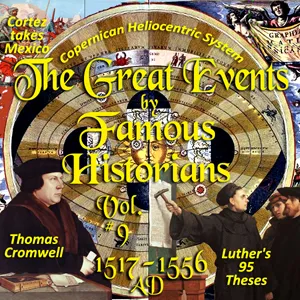 Cortez
takes
Mexico
Copernican Heliocentric System
The Great Events
by
Famous
Historians
Vol.
#9
1517-1556
AD
Thomas
Cromwell
Luther's
95
Theses